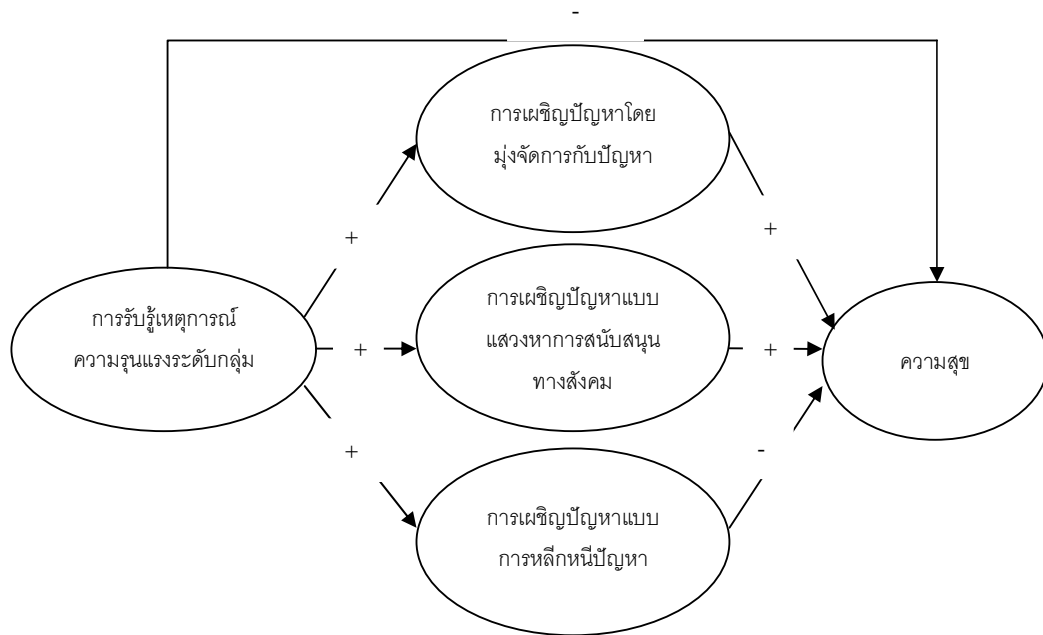 -
การเผชิญปัญหาโดย
มุ่งจัดการกับปัญหา
+
+
การรับรู้เหตุการณ์
ความรุนแรงระดับกลุ่ม
+
การเผชิญปัญหาแบบ
แสวงหาการสนับสนุน
ทางสังคม
+
ความสุข
+
-
การเผชิญปัญหาแบบ
การหลีกหนีปัญหา